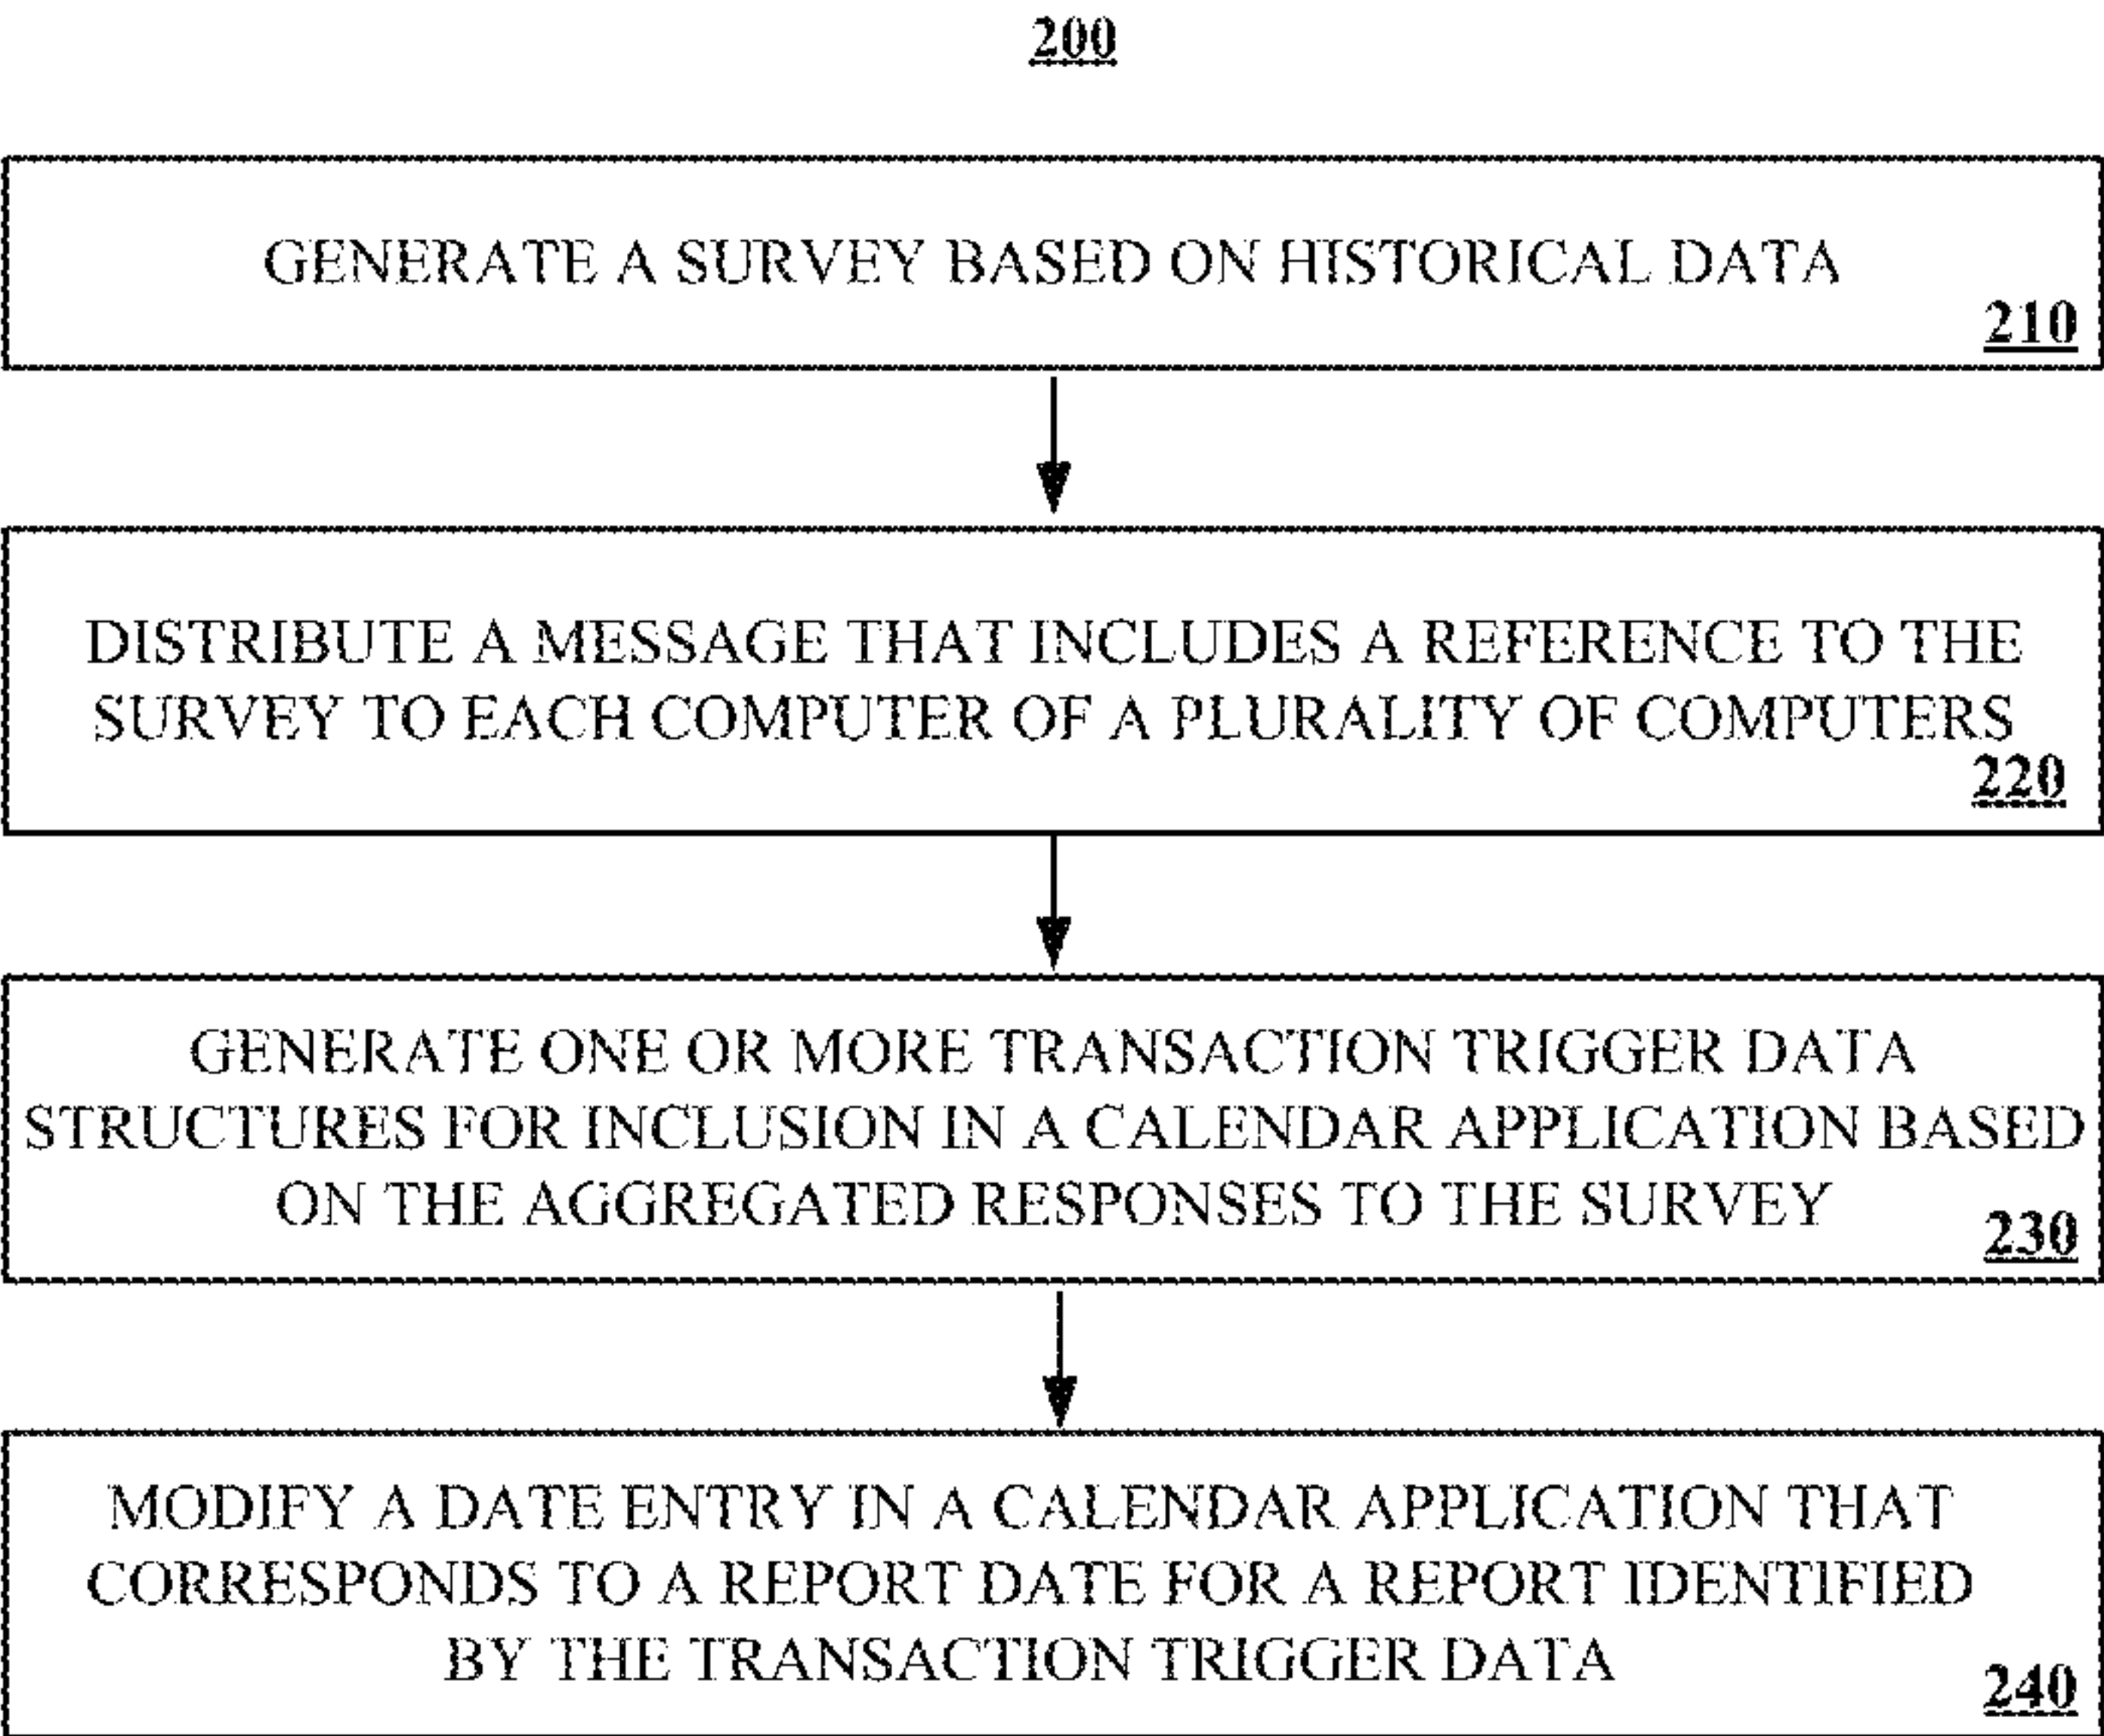 200
GENERATE A SURVEY BASED ON HISTORICAL DATA
210
DISTRIBUTE A MESSAGE THAT INCLUDES A REFERENCE TO THE
SURVEY TO EACH COMPUTER OF A PLURALITY OF COMPUTERS
220
GENERATE ONE OR MORE TRANSACTION TRIGGER DATA
STRUCTURES FOR INCLUSION IN A CALENDAR APPLICATION BASED
ON THE AGGREGATED RESPONSES TO THE SURVEY
230
MODIFY A DATE ENTRY IN A CALENDAR APPLICATION THAT
CORRESPONDS TO A REPORT DATE FOR A REPORT IDENTIFIED
BY THE TRANSACTION TRIGGER DATA
240